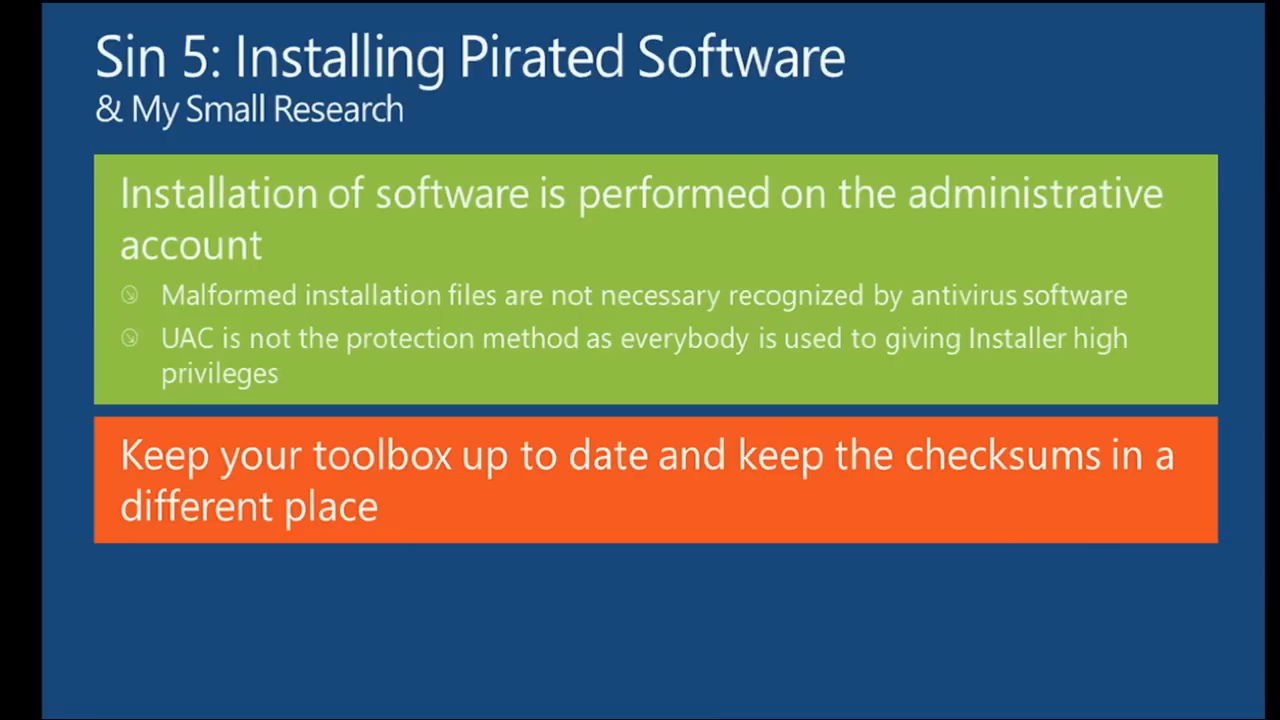 Sin 5: Installing Pirated Software
& My Small Research
Installation of software is performed on the administrative
account
Malformed installation files are not necessary recognized by antivirus software
UAC is not the protection method as everybody is used to giving Installer high
privileges
Keep your toolbox up to date and keep the checksums in a
different place